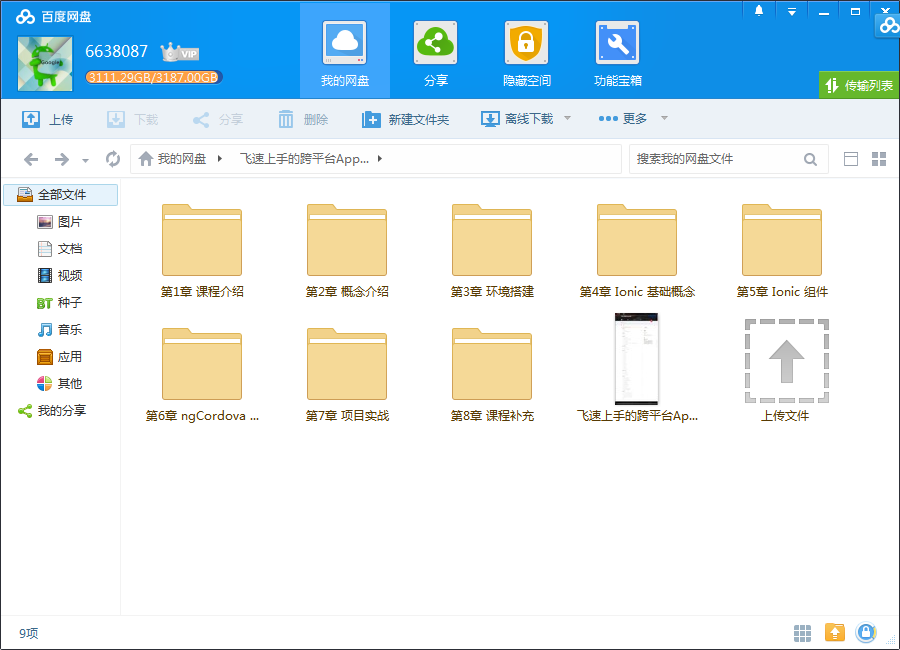 百度网盘
6638087 VIP
3111.29GB/3187.00GB
我的网盘 分享 隐藏空间 功能宝箱
传输列表
上传 下载 分享 删除 新建文件夹 离线下载 更多
我的网盘 飞速上手的跨平台App... 搜索我的网盘文件
全部文件
图片
文档
视频
BT 种子
音乐
应用
其他
我的分享
第1章 课程介绍 第2章 概念介绍 第3章 环境搭建 第4章 Ionic 基础概念 第5章 Ionic 组件
第6章 ngCordova ... 第7章 项目实战 第8章 课程补充 飞速上手的跨平台Ap... 上传文件
9项